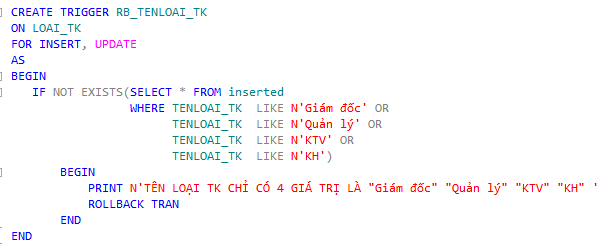 CREATE TRIGGER RB_TENLOAI_TK
ON LOAI_TK
FOR INSERT, UPDATE
AS
BEGIN
IF NOT EXISTS(SELECT * FROM inserted
WHERE TENLOAI_TK LIKE N'Giám đốc' OR
TENLOAI_TK LIKE N'Quản lý' OR
TENLOAI_TK LIKE N'KTV' OR
TENLOAI_TK LIKE N'KH')
BEGIN
PRINT N'TÊN LOẠI TK CHỈ CÓ 4 GIÁ TRỊ LÀ "Giám đốc" "Quản lý" "KTV" "KH" '
ROLLBACK TRAN
END
END